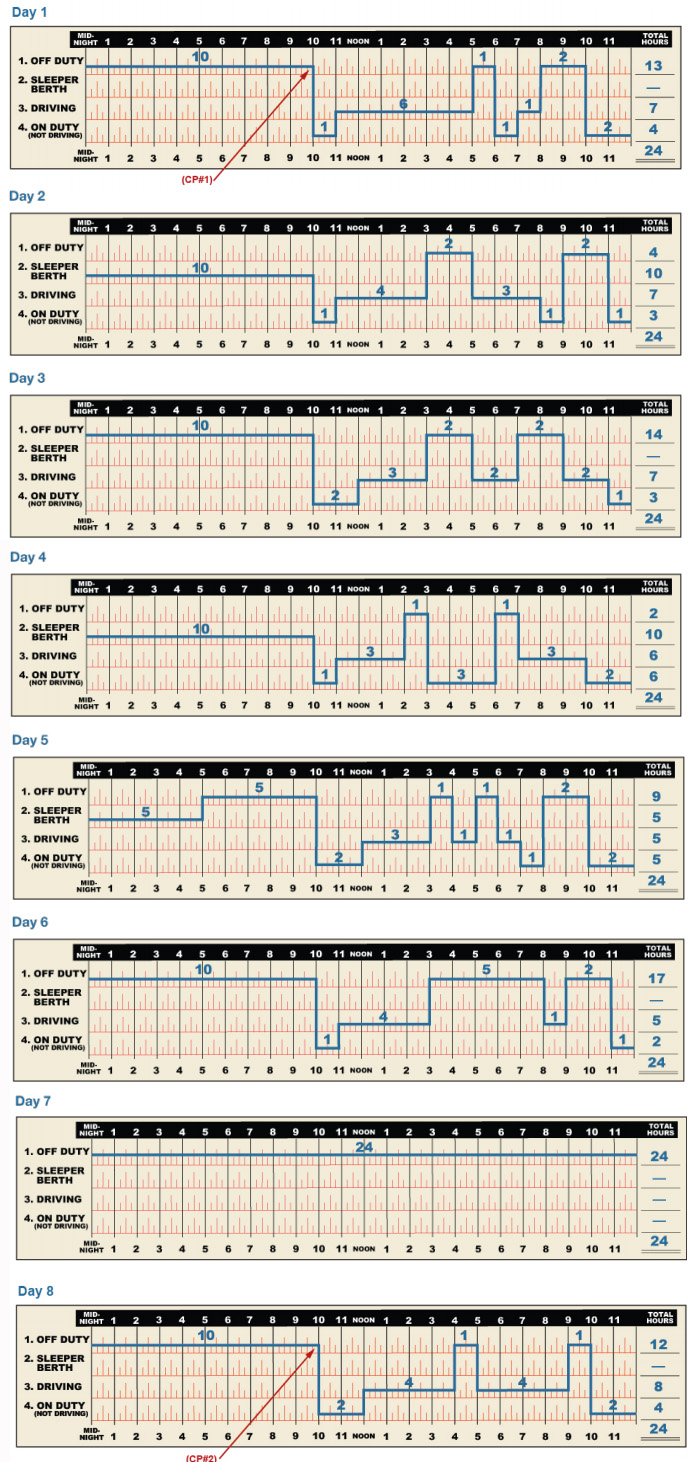 Day 1
MID-NIGHT 1 2 3 4 5 6 7 8 9 10 11 NOON 1 2 3 4 5 6 7 8 9 10 11 TOTAL HOURS
1. OFF DUTY 10 1 2 13
2. SLEEPER BERTH —
3. DRIVING 6 1 7
4. ON DUTY (NOT DRIVING) 1 1 2 4
MID-NIGHT 1 2 3 4 5 6 7 8 9 10 11 NOON 1 2 3 4 5 6 7 8 9 10 11 24
(CP#1)
Day 2
MID-NIGHT 1 2 3 4 5 6 7 8 9 10 11 NOON 1 2 3 4 5 6 7 8 9 10 11 TOTAL HOURS
1. OFF DUTY 2 2 4
2. SLEEPER BERTH 10 10
3. DRIVING 4 3 7
4. ON DUTY (NOT DRIVING) 1 1 1 3
MID-NIGHT 1 2 3 4 5 6 7 8 9 10 11 NOON 1 2 3 4 5 6 7 8 9 10 11 24
Day 3
MID-NIGHT 1 2 3 4 5 6 7 8 9 10 11 NOON 1 2 3 4 5 6 7 8 9 10 11 TOTAL HOURS
1. OFF DUTY 10 2 2 14
2. SLEEPER BERTH —
3. DRIVING 3 2 2 7
4. ON DUTY (NOT DRIVING) 2 1 3
MID-NIGHT 1 2 3 4 5 6 7 8 9 10 11 NOON 1 2 3 4 5 6 7 8 9 10 11 24
Day 4
MID-NIGHT 1 2 3 4 5 6 7 8 9 10 11 NOON 1 2 3 4 5 6 7 8 9 10 11 TOTAL HOURS
1. OFF DUTY 1 1 2
2. SLEEPER BERTH 10 10
3. DRIVING 3 3 6
4. ON DUTY (NOT DRIVING) 1 3 2 6
MID-NIGHT 1 2 3 4 5 6 7 8 9 10 11 NOON 1 2 3 4 5 6 7 8 9 10 11 24
Day 5
MID-NIGHT 1 2 3 4 5 6 7 8 9 10 11 NOON 1 2 3 4 5 6 7 8 9 10 11 TOTAL HOURS
1. OFF DUTY 5 1 1 2 9
2. SLEEPER BERTH 5 5
3. DRIVING 3 1 1 5
4. ON DUTY (NOT DRIVING) 2 1 2 5
MID-NIGHT 1 2 3 4 5 6 7 8 9 10 11 NOON 1 2 3 4 5 6 7 8 9 10 11 24
Day 6
MID-NIGHT 1 2 3 4 5 6 7 8 9 10 11 NOON 1 2 3 4 5 6 7 8 9 10 11 TOTAL HOURS
1. OFF DUTY 10 5 2 17
2. SLEEPER BERTH —
3. DRIVING 4 1 5
4. ON DUTY (NOT DRIVING) 1 1 2
MID-NIGHT 1 2 3 4 5 6 7 8 9 10 11 NOON 1 2 3 4 5 6 7 8 9 10 11 24
Day 7
MID-NIGHT 1 2 3 4 5 6 7 8 9 10 11 NOON 1 2 3 4 5 6 7 8 9 10 11 TOTAL HOURS
1. OFF DUTY 24 24
2. SLEEPER BERTH —
3. DRIVING —
4. ON DUTY (NOT DRIVING) —
MID-NIGHT 1 2 3 4 5 6 7 8 9 10 11 NOON 1 2 3 4 5 6 7 8 9 10 11 24
Day 8
MID-NIGHT 1 2 3 4 5 6 7 8 9 10 11 NOON 1 2 3 4 5 6 7 8 9 10 11 TOTAL HOURS
1. OFF DUTY 10 1 1 12
2. SLEEPER BERTH —
3. DRIVING 4 4 8
4. ON DUTY (NOT DRIVING) 2 2 4
MID-NIGHT 1 2 3 4 5 6 7 8 9 10 11 NOON 1 2 3 4 5 6 7 8 9 10 11 24
(CP#2)